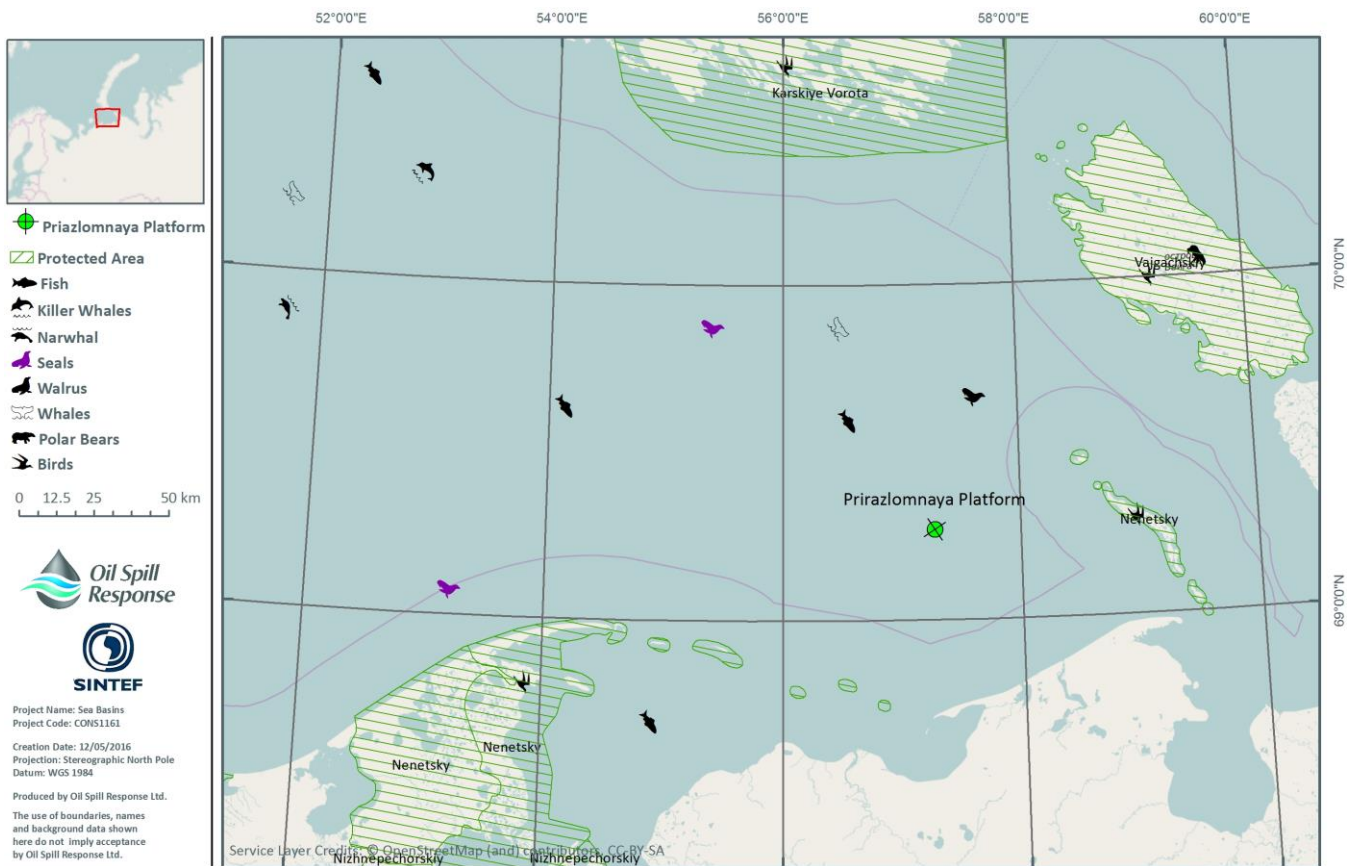 52°0'0"E
54°0'0"E
56°0'0"E
58°0'0"E
60°0'0"E
Priazlomnaya Platform
Protected Area
Fish
Killer Whales
Narwhal
Seals
Walrus
Whales
Polar Bears
Birds
0 12.5 25 50 km
Oil Spill
Response
SINTEF
Project Name: Sea Basins
Project Code: CONS1161
Creation Date: 12/05/2016
Projection: Stereographic North Pole
Datum: WGS 1984
Produced by Oil Spill Response Ltd.
The use of boundaries, names
and background data shown
here do not imply acceptance
by Oil Spill Response Ltd.
Karskiye Vorota
Vaigachskiy
70°0'0"N
Prirazlomnaya Platform
Nenetsky
69°0'0"N
Nenetsky
Nenetsky
Service Layer Credits: © OpenStreetMap (and) contributors, CC-BY-SA
Nizhnepechorskiy
Nizhnepechorskiy